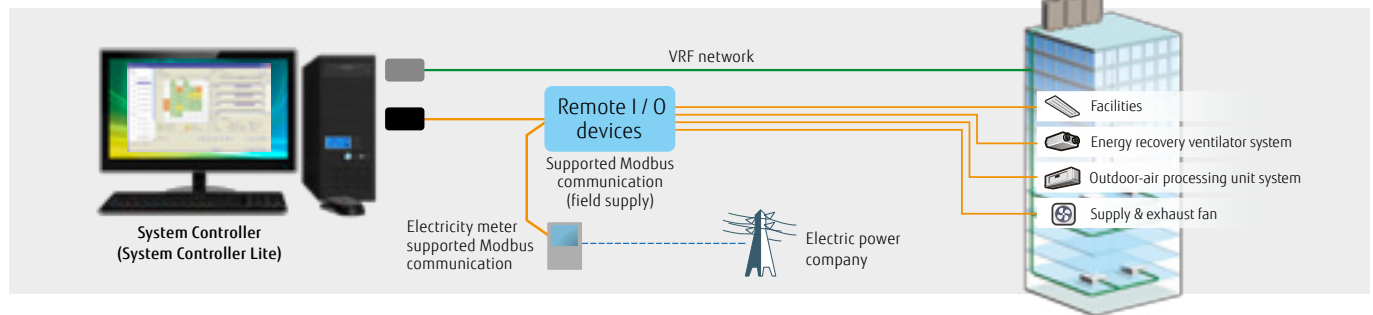 VRF network
Remote I / O
devices
Supported Modbus
communication
(field supply)
Facilities
Energy recovery ventilator system
Outdoor-air processing unit system
Supply & exhaust fan
System Controller
(System Controller Lite)
Electricity meter
supported Modbus
communication
Electric power
company